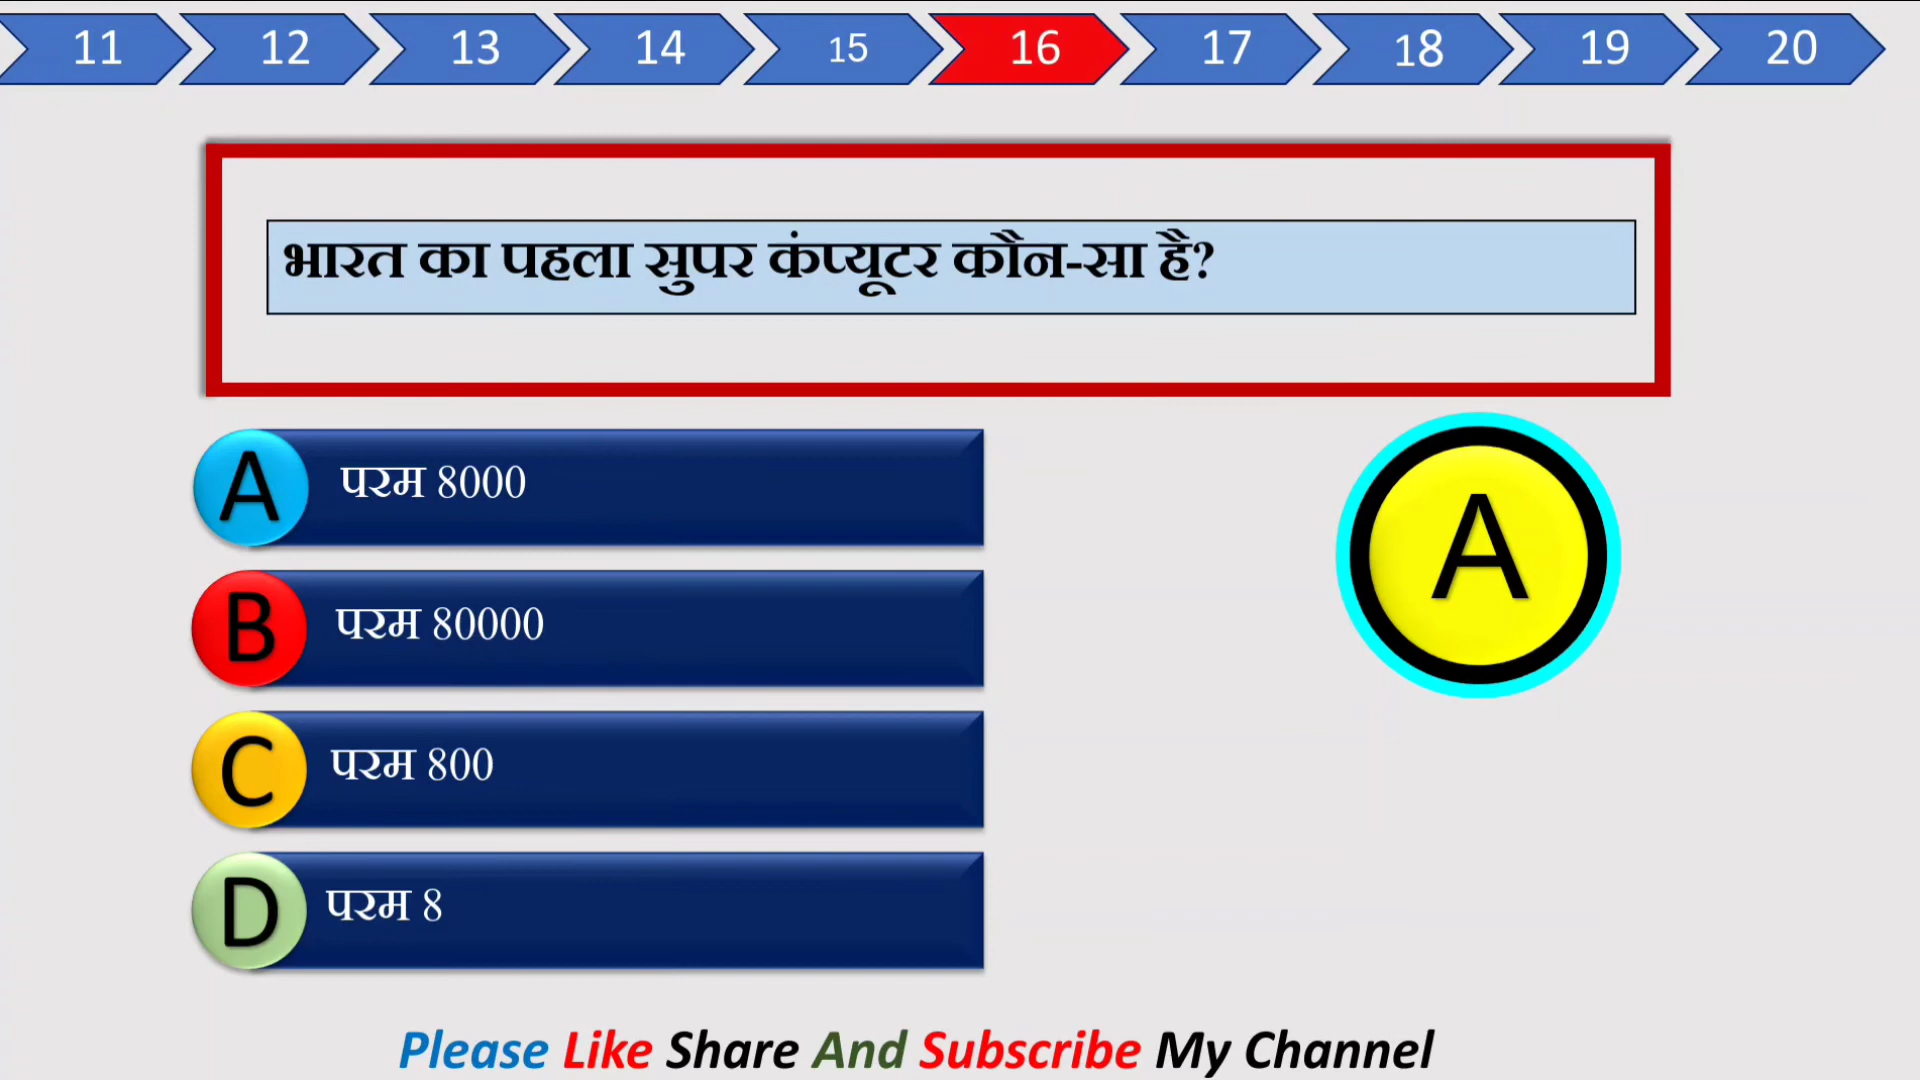 11 12 13 14 15 16 17 18 19 20
भारत का पहला सुपर कंप्यूटर कौन-सा है?
A परम 8000
A
B परम 80000
C परम 800
D परम 8
Please Like Share And Subscribe My Channel